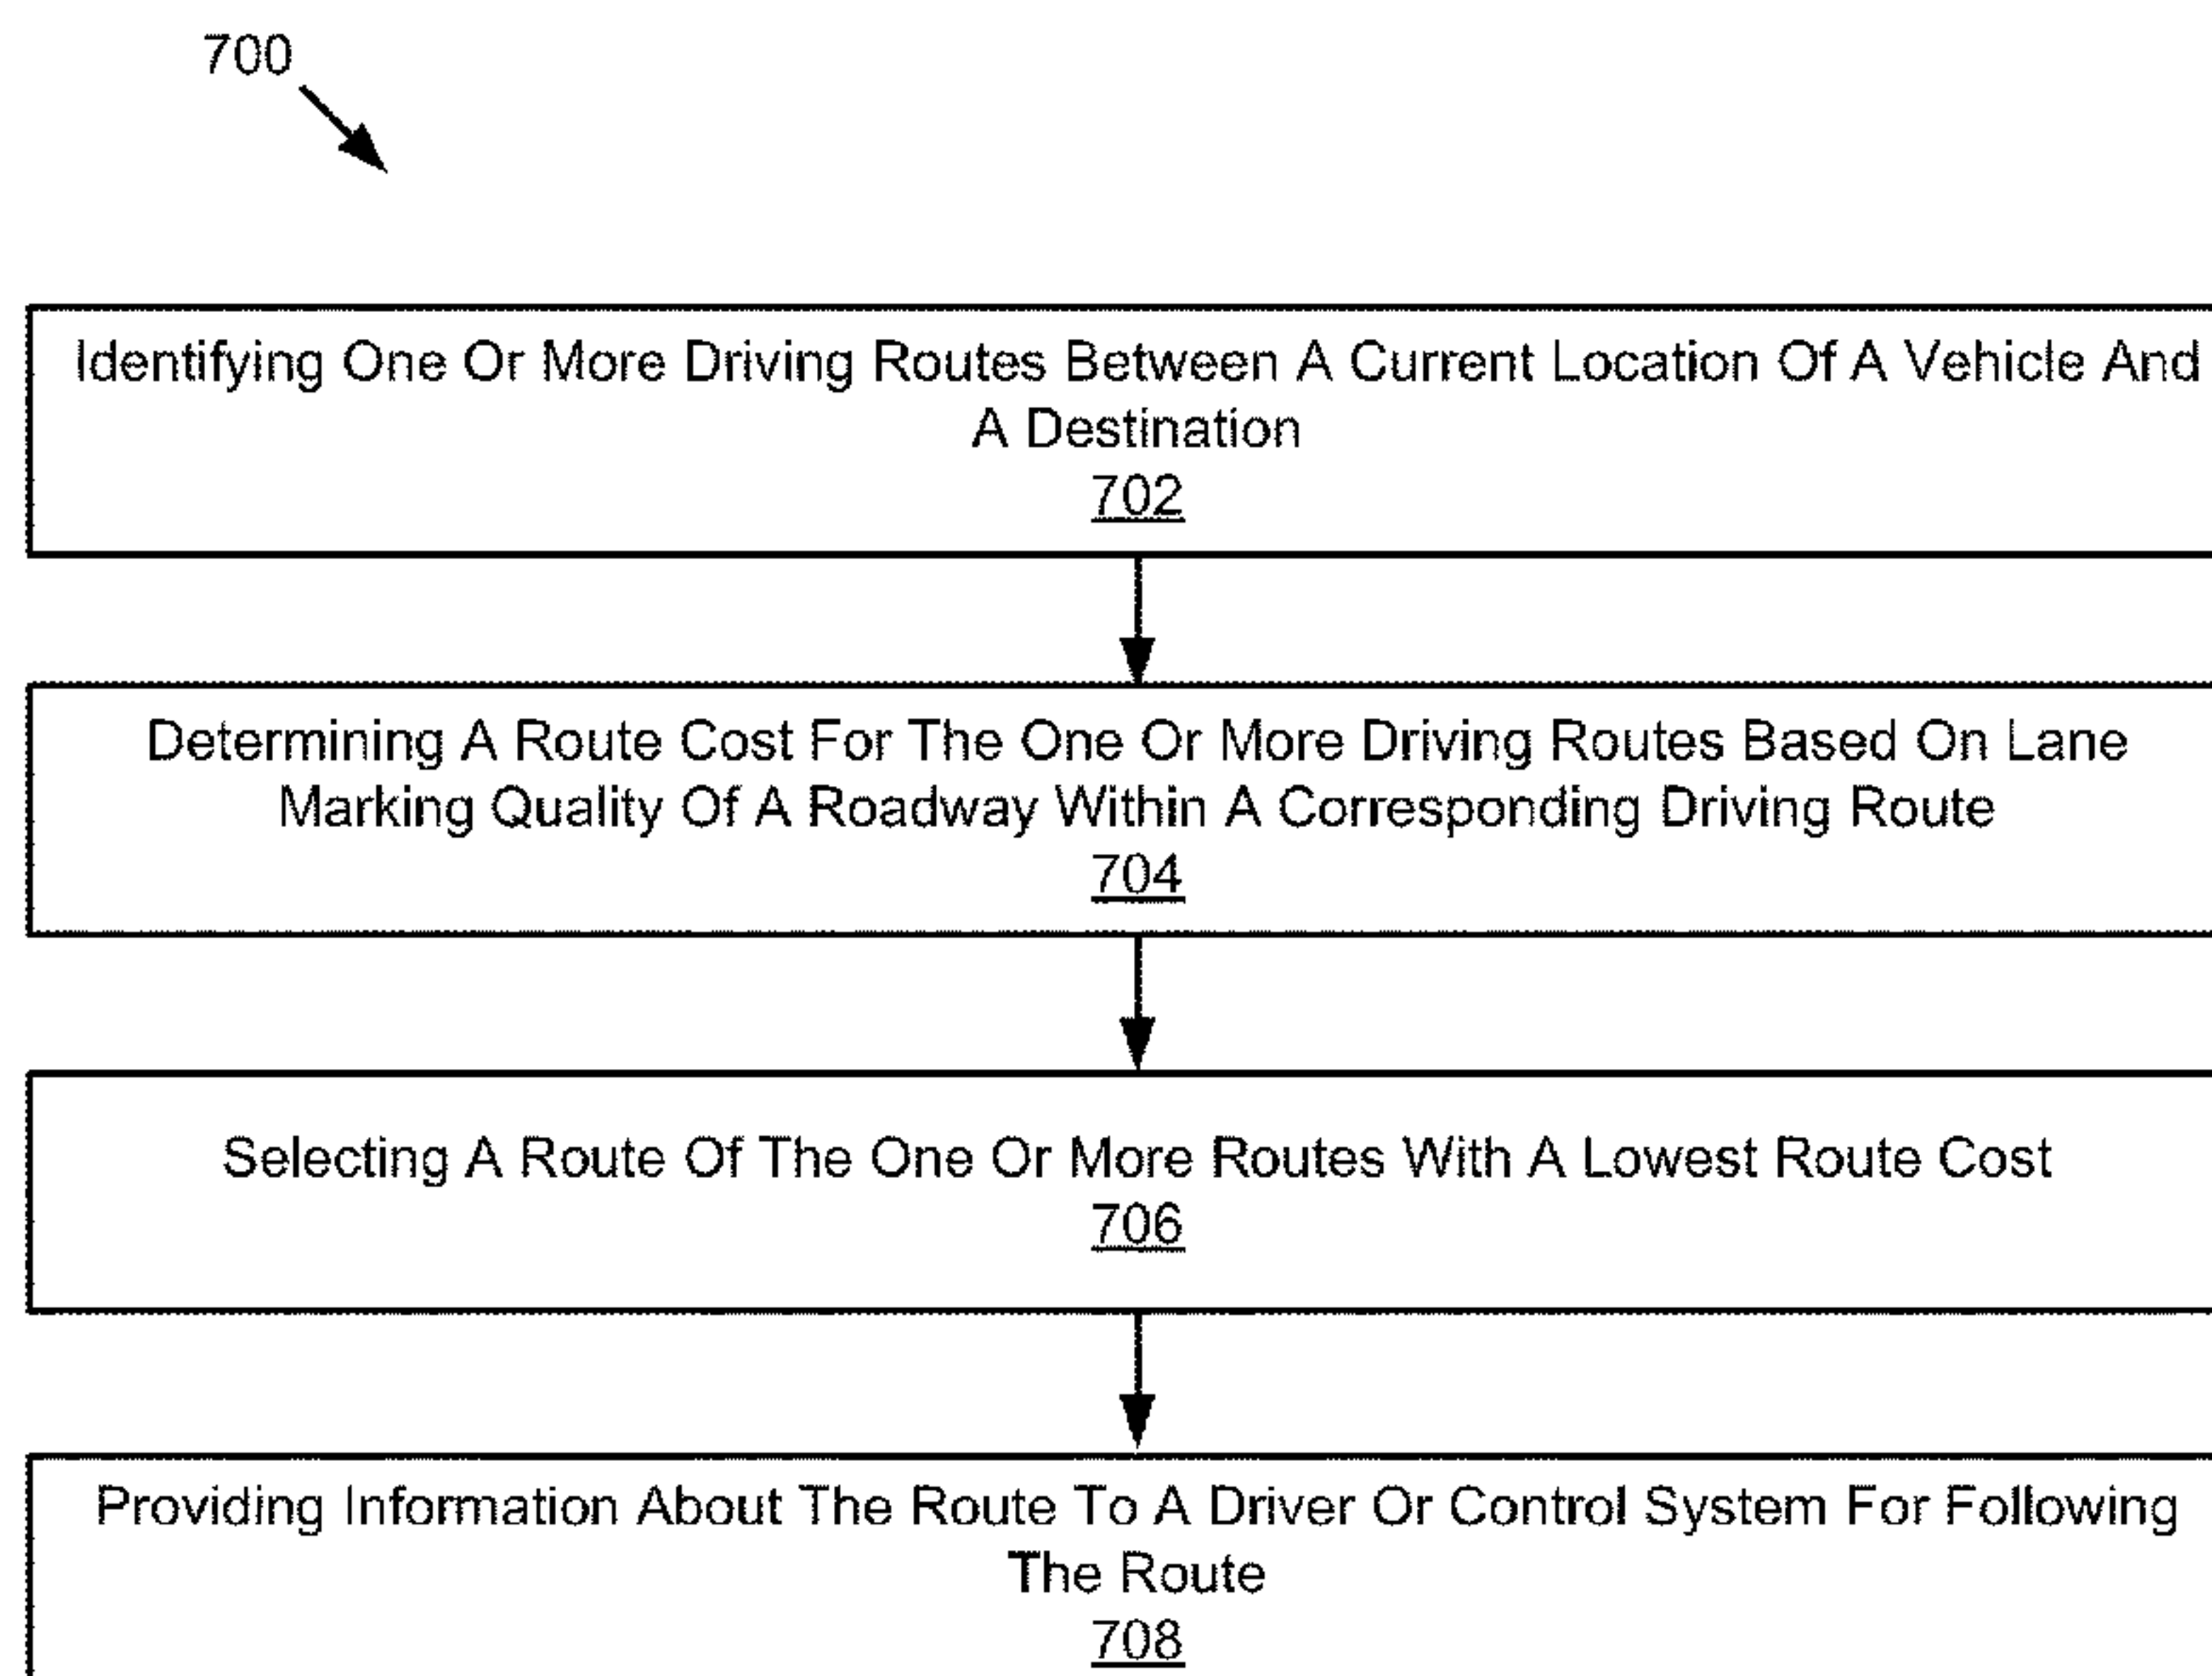 700
Identifying One Or More Driving Routes Between A Current Location Of A Vehicle And
A Destination
702
Determining A Route Cost For The One Or More Driving Routes Based On Lane
Marking Quality Of A Roadway Within A Corresponding Driving Route
704
Selecting A Route Of The One Or More Routes With A Lowest Route Cost
706
Providing Information About The Route To A Driver Or Control System For Following
The Route
708